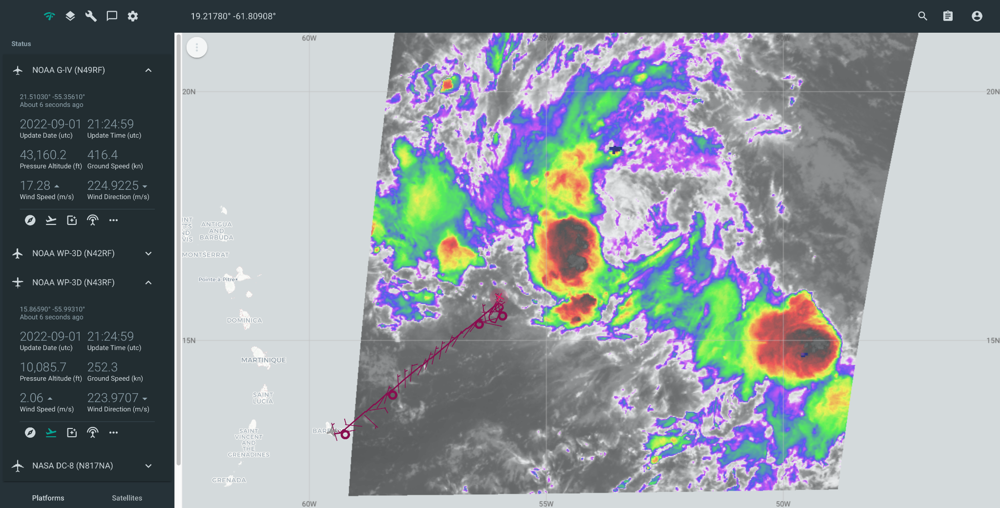 19.21780° -61.80908°
Status
NOAA G-IV (N49RF)
21.51030° -55.35610°
About 6 seconds ago
2022-09-01 21:24:59
Update Date (utc) Update Time (utc)
43,160.2 416.4
Pressure Altitude (ft) Ground Speed (kn)
17.28 224.9225
Wind Speed (m/s) Wind Direction (m/s)
NOAA WP-3D (N42RF)
NOAA WP-3D (N43RF)
15.86590° -55.99310°
About 6 seconds ago
2022-09-01 21:24:59
Update Date (utc) Update Time (utc)
10,085.7 252.3
Pressure Altitude (ft) Ground Speed (kn)
2.06 223.9707
Wind Speed (m/s) Wind Direction (m/s)
NASA DC-8 (N817NA)
Platforms Satellites
60W 55W 50W
20N 20N
INT
TS
ND
VIS
ANTIGUA
AND
BARBUDA
MONTSERRAT
Pointe-à-Pitre
DOMINICA
15N 15N
MARTINIQUE
SAINT
LUCIA
SAINT
VINCENT
AND
THE
GRENADINES
GRENADA
60W 55W 50W